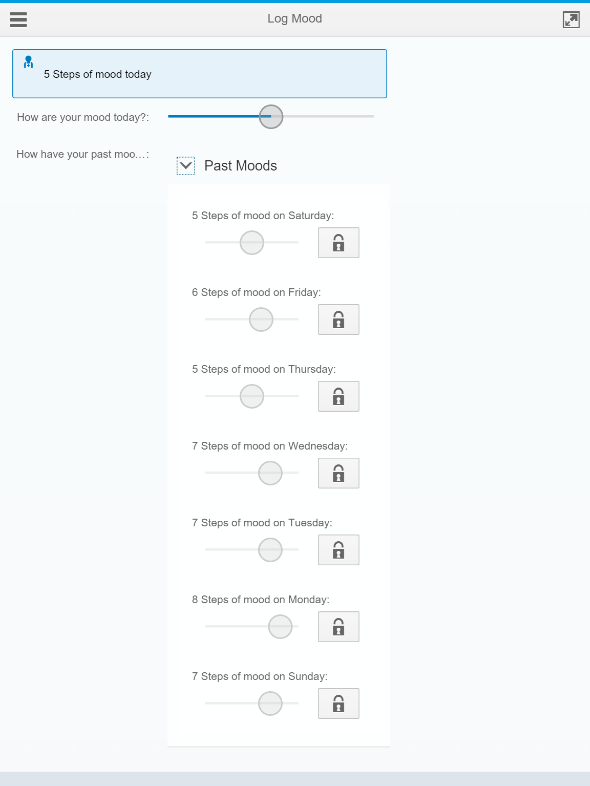 Log Mood
5 Steps of mood today
How are your mood today?:
How have your past moo...:
Past Moods
5 Steps of mood on Saturday:
6 Steps of mood on Friday:
5 Steps of mood on Thursday:
7 Steps of mood on Wednesday:
7 Steps of mood on Tuesday:
8 Steps of mood on Monday:
7 Steps of mood on Sunday: